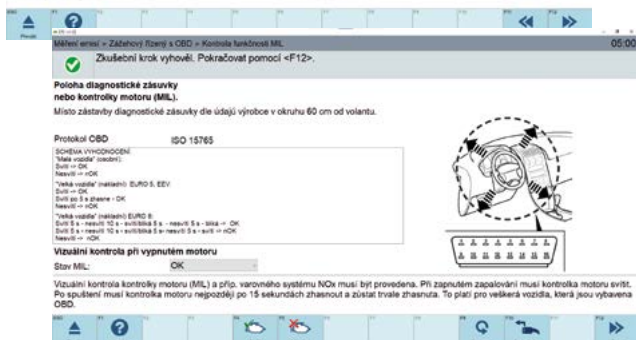 Měření emisí > Zážehový řízený s OBD > Kontrola funkčnosti MIL
05:00
Zkušební krok vyhověl. Pokračovat pomocí <F12>.
Poloha diagnostické zásuvky
nebo kontrolky motoru (MIL).
Místo zástavby diagnostické zásuvky dle údajů výrobce v okruhu 60 cm od volantu.
Protokol OBD ISO 15765
SCHEMA VYHODNOCENÍ
"Malá vozidla" (osobní):
Svítí -> OK
Nesvítí -> nOK
"Velká vozidla" (nákladní): EURO 5, EEV:
Svítí -> OK
Svítí po 5 s zhasne - OK
Nesvítí -> nOK
"Velká vozidla" (nákladní) EURO 6:
Svítí 5 s - nesvítí 10 s - svítí/bliká 5 s - nesvítí 5 s - bliká -> OK
Svítí 5 s - nesvítí 10 s - svítí/bliká 5 s - nesvítí 5 s - svítí -> nOK
Nesvítí -> nOK
Vizuální kontrola při vypnutém motoru
Stav MIL: OK
Vizuální kontrola kontrolky motoru (MIL) a příp. varovného systému NOx musí být provedena. Při zapnutém zapalování musí kontrolka motoru svítit.
Po spuštění musí kontrolka motoru nejpozději po 15 sekundách zhasnout a zůstat trvale zhasnuta. To platí pro veškerá vozidla, která jsou vybavena
OBD.